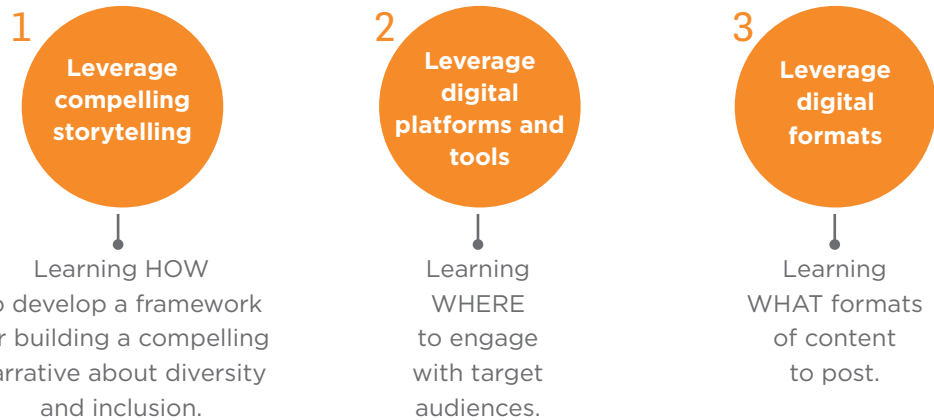 1
Leverage
compelling
storytelling
Learning HOW
o develop a framework
r building a compelling
arrative about diversity
and inclusion.
2
Leverage
digital
platforms and
tools
Learning
WHERE
to engage
with target
audiences.
3
Leverage
digital
formats
Learning
WHAT formats
of content
to post.